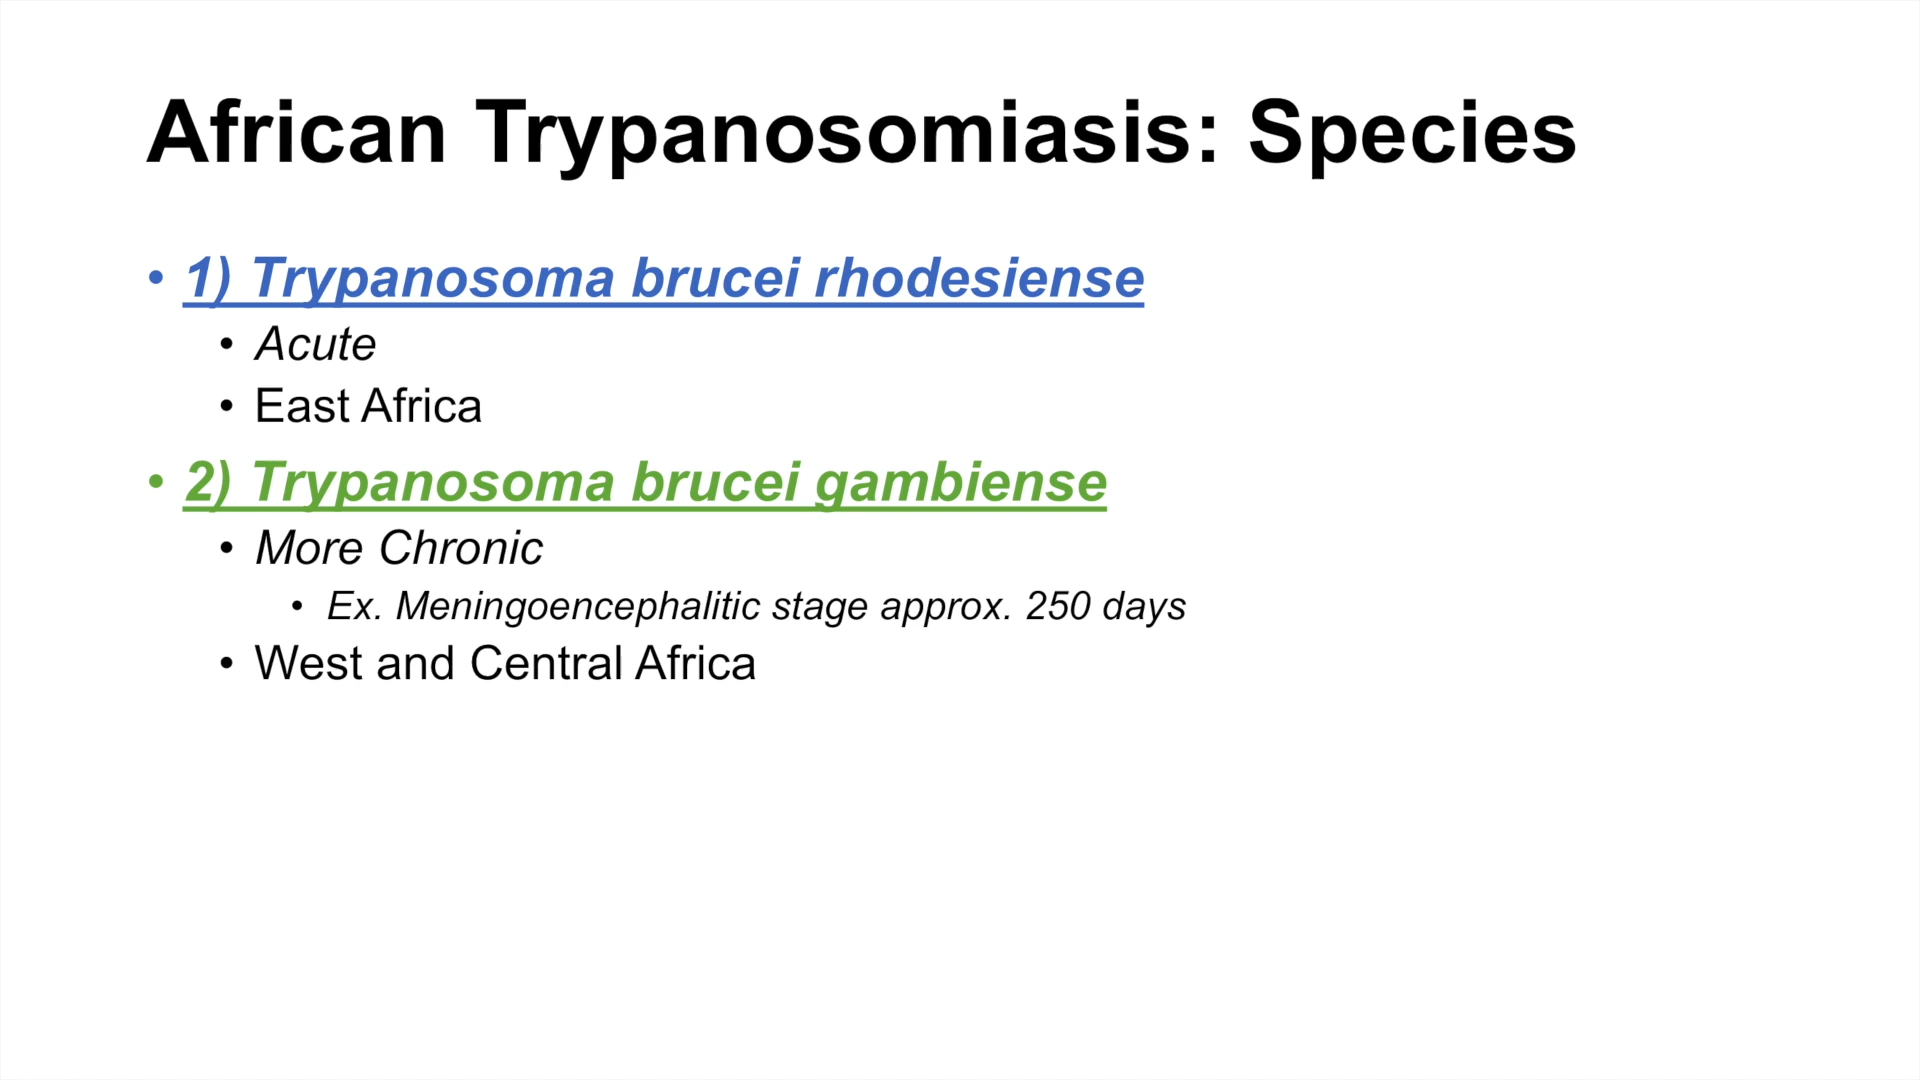 African Trypanosomiasis: Species
• 1) Trypanosoma brucei rhodesiense
• Acute
• East Africa
• 2) Trypanosoma brucei gambiense
• More Chronic
• Ex. Meningoencephalitic stage approx. 250 days
• West and Central Africa